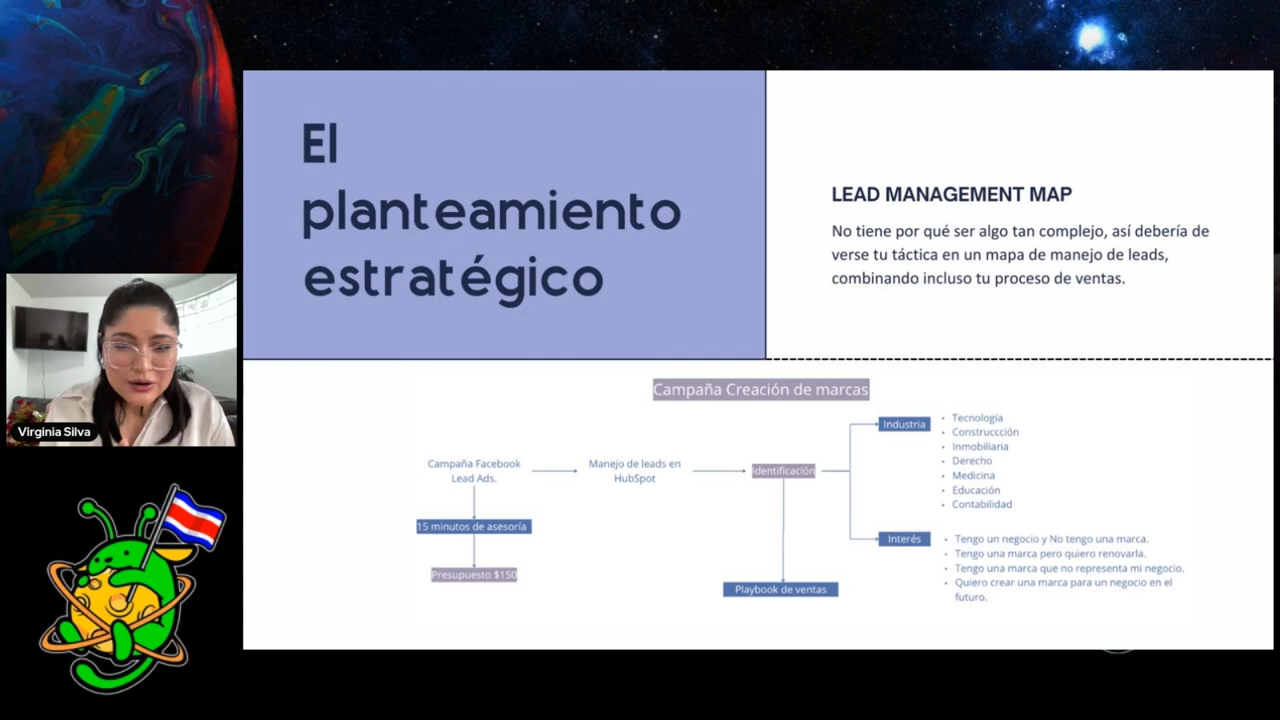 El
planteamiento
estratégico
LEAD MANAGEMENT MAP
No tiene por qué ser algo tan complejo, así debería de
verse tu táctica en un mapa de manejo de leads,
combinando incluso tu proceso de ventas.
Virginia Silva
Campaña Creación de marcas
Campaña Facebook
Lead Ads.
15 minutos de asesoría
Presupuesto $150
Manejo de leads en
HubSpot
Identificación
Playbook de ventas
Industria
• Tecnología
• Construccción
• Inmobiliaria
• Derecho
• Medicina
• Educación
• Contabilidad
Interés
• Tengo un negocio y No tengo una marca.
• Tengo una marca pero quiero renovarla.
• Tengo una marca que no representa mi negocio.
• Quiero crear una marca para un negocio en el
futuro.